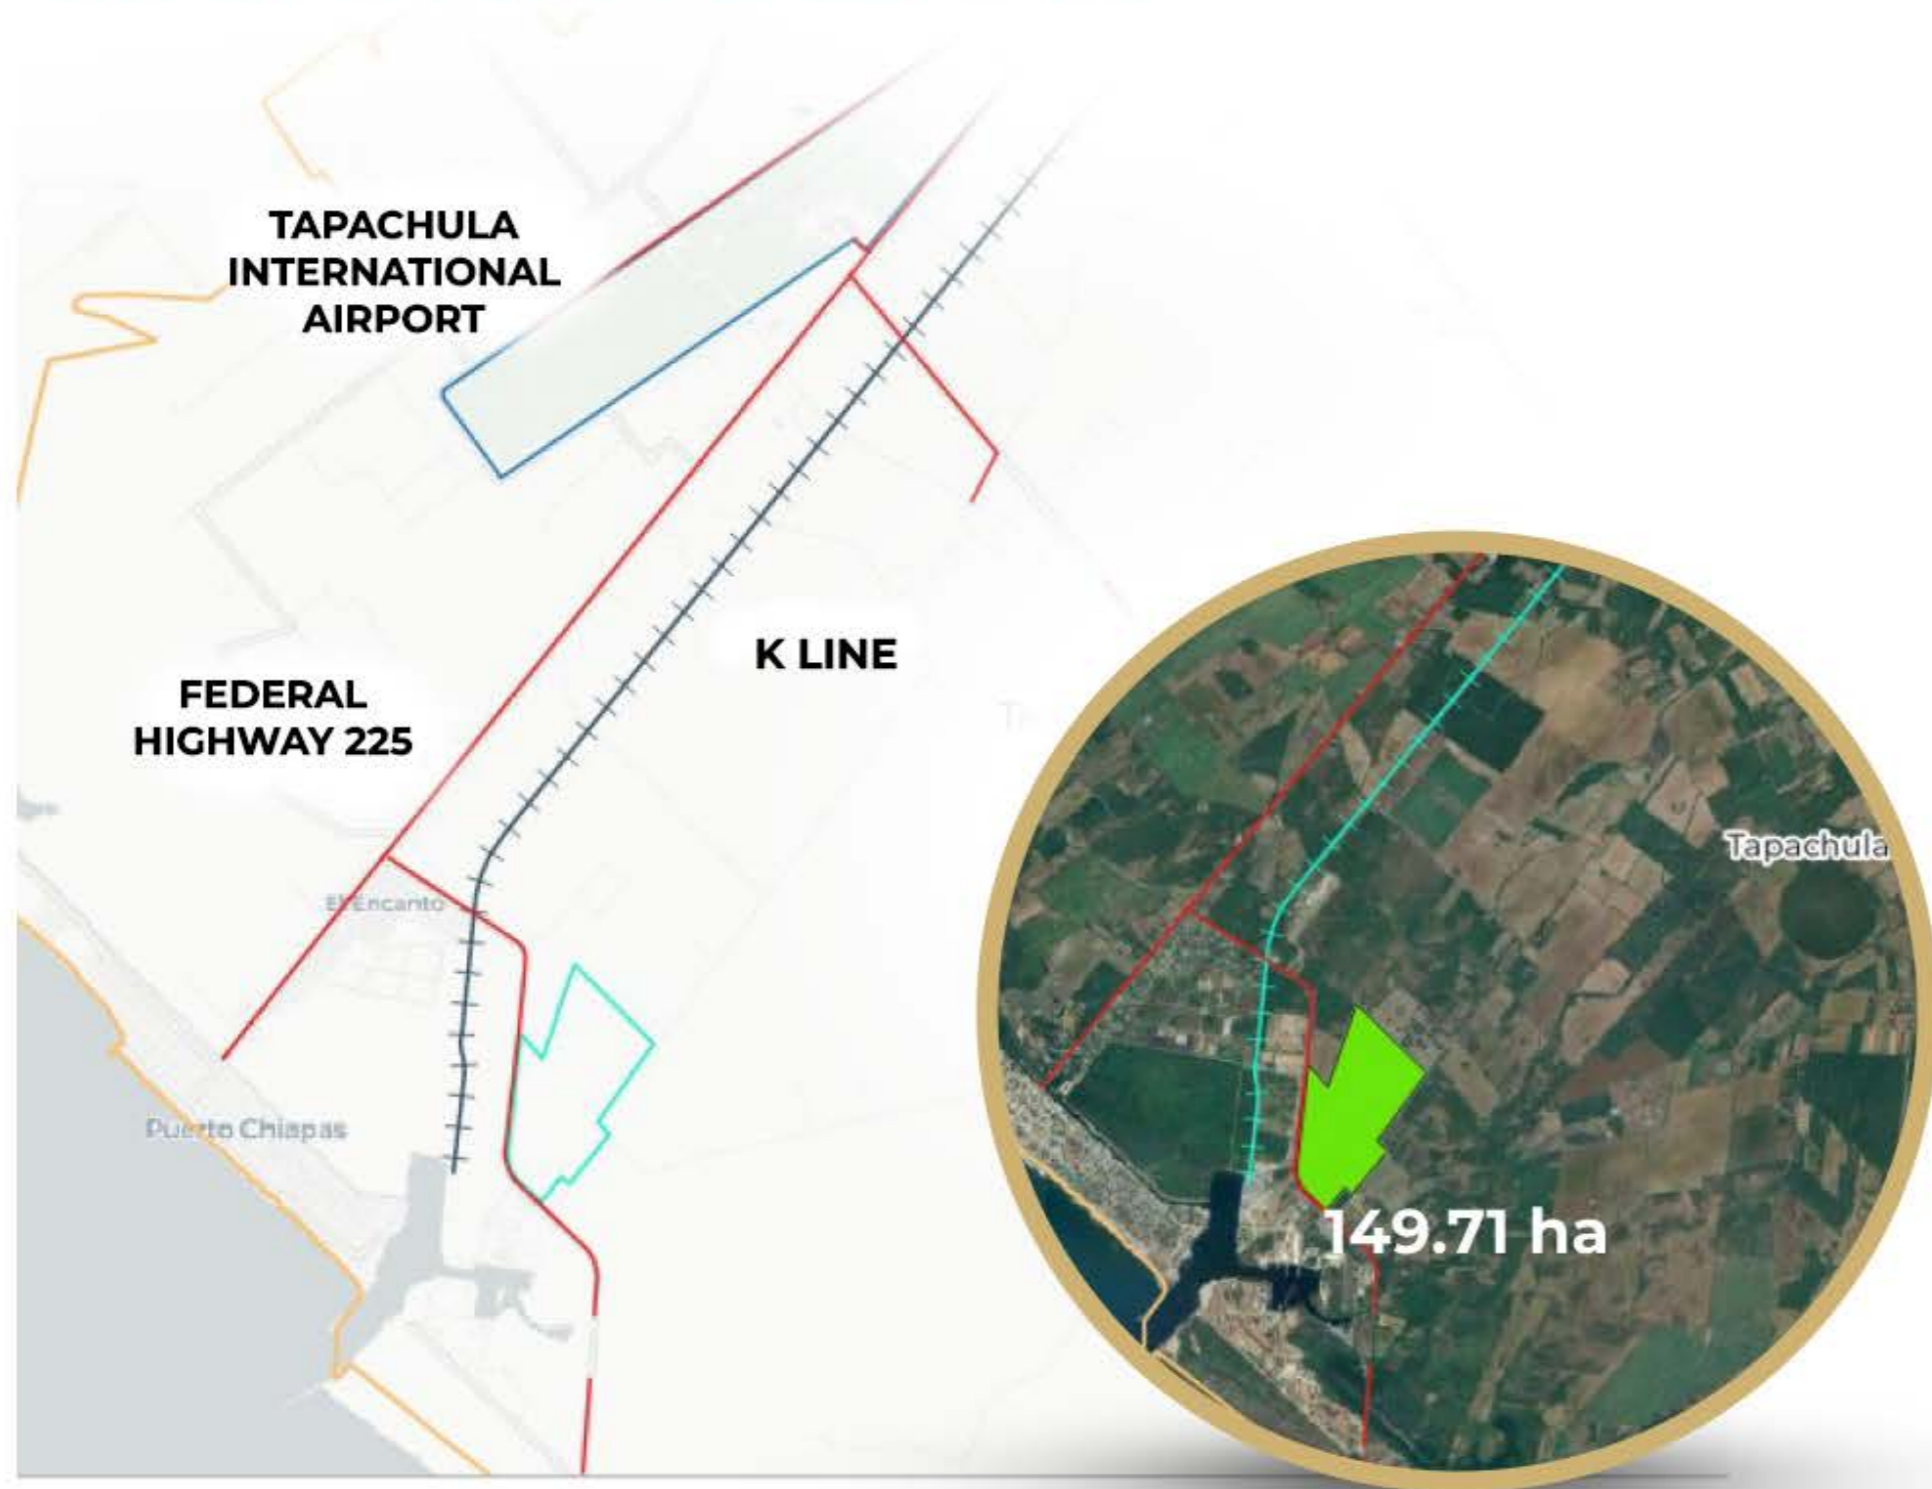 TAPACHULA
INTERNATIONAL
AIRPORT
K LINE
FEDERAL
HIGHWAY 225
El Encanto
Puerto Chiapas
Tapachula
149.71 ha